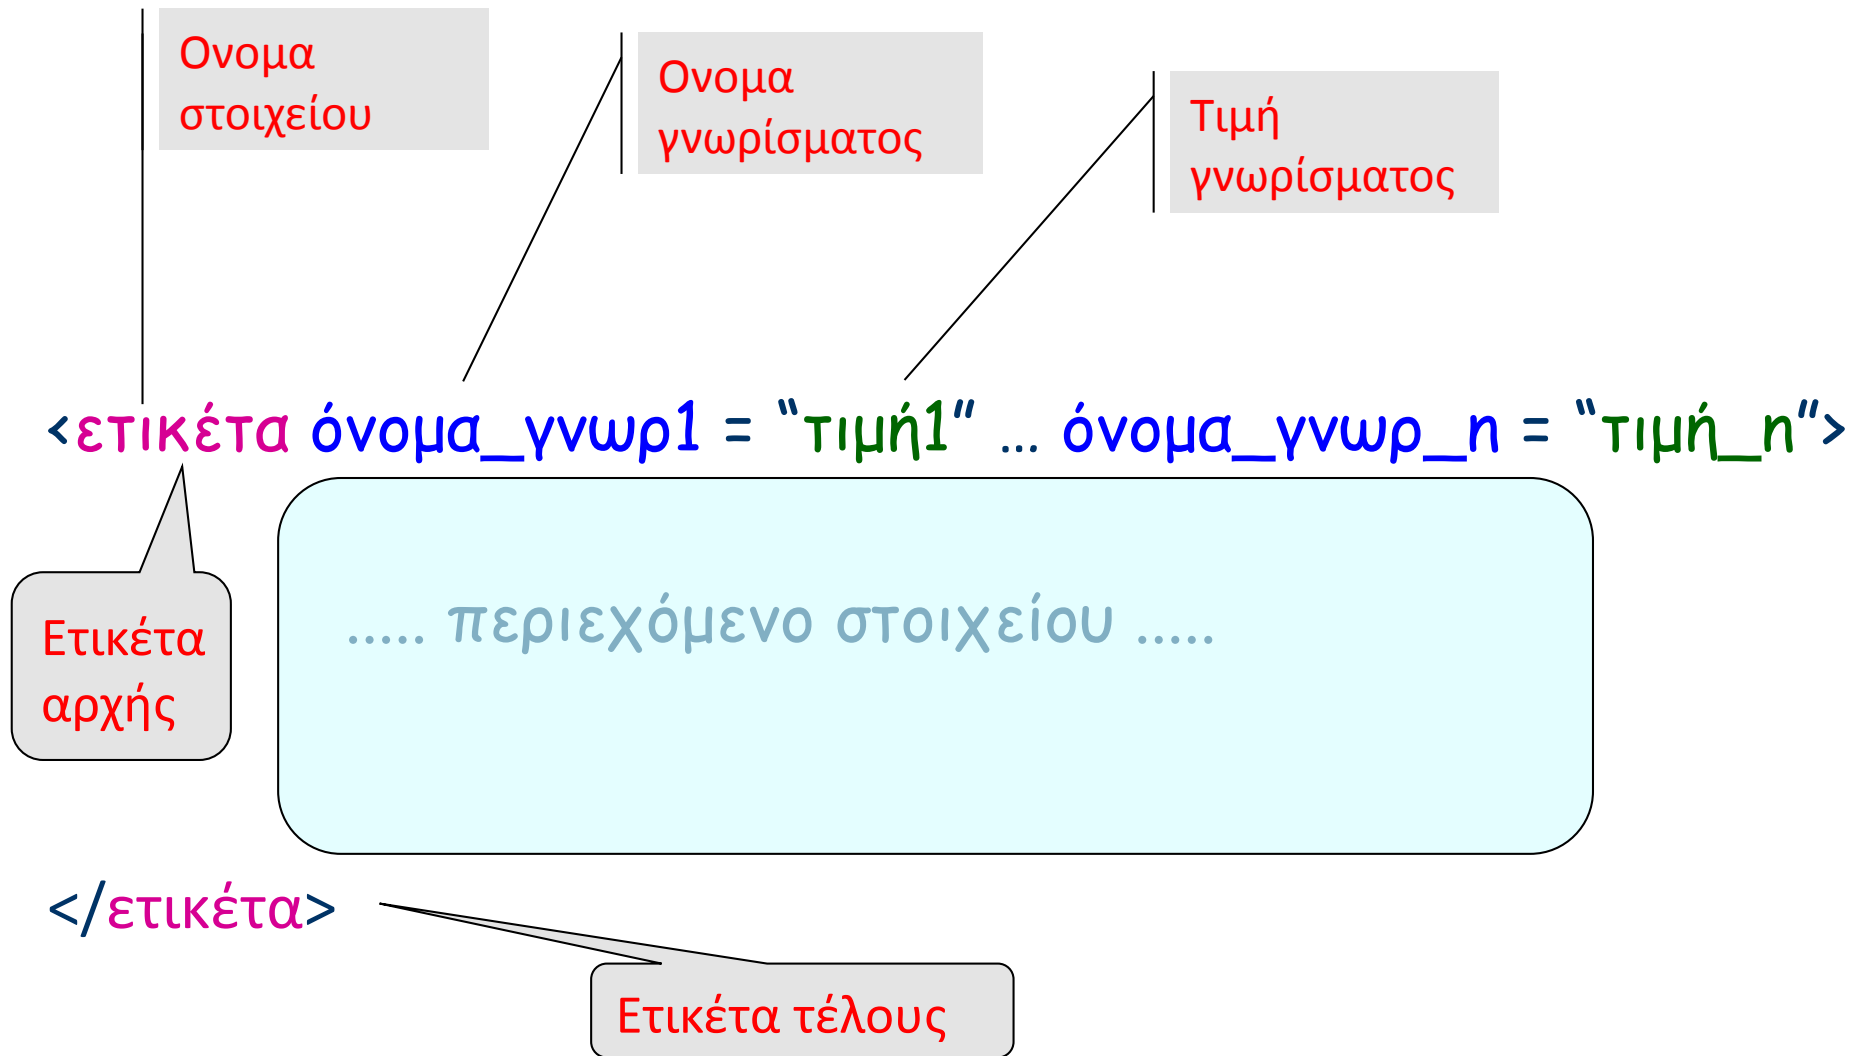 Ονομα
στοιχείου
Ονομα
γνωρίσματος
Τιμή
γνωρίσματος
<ετικέτα όνομα_γνωρ1 = “τιμή1” … όνομα_γνωρ_n = “τιμή_n”>
Ετικέτα
αρχής
..... περιεχόμενο στοιχείου .....
</ετικέτα>
Ετικέτα τέλους